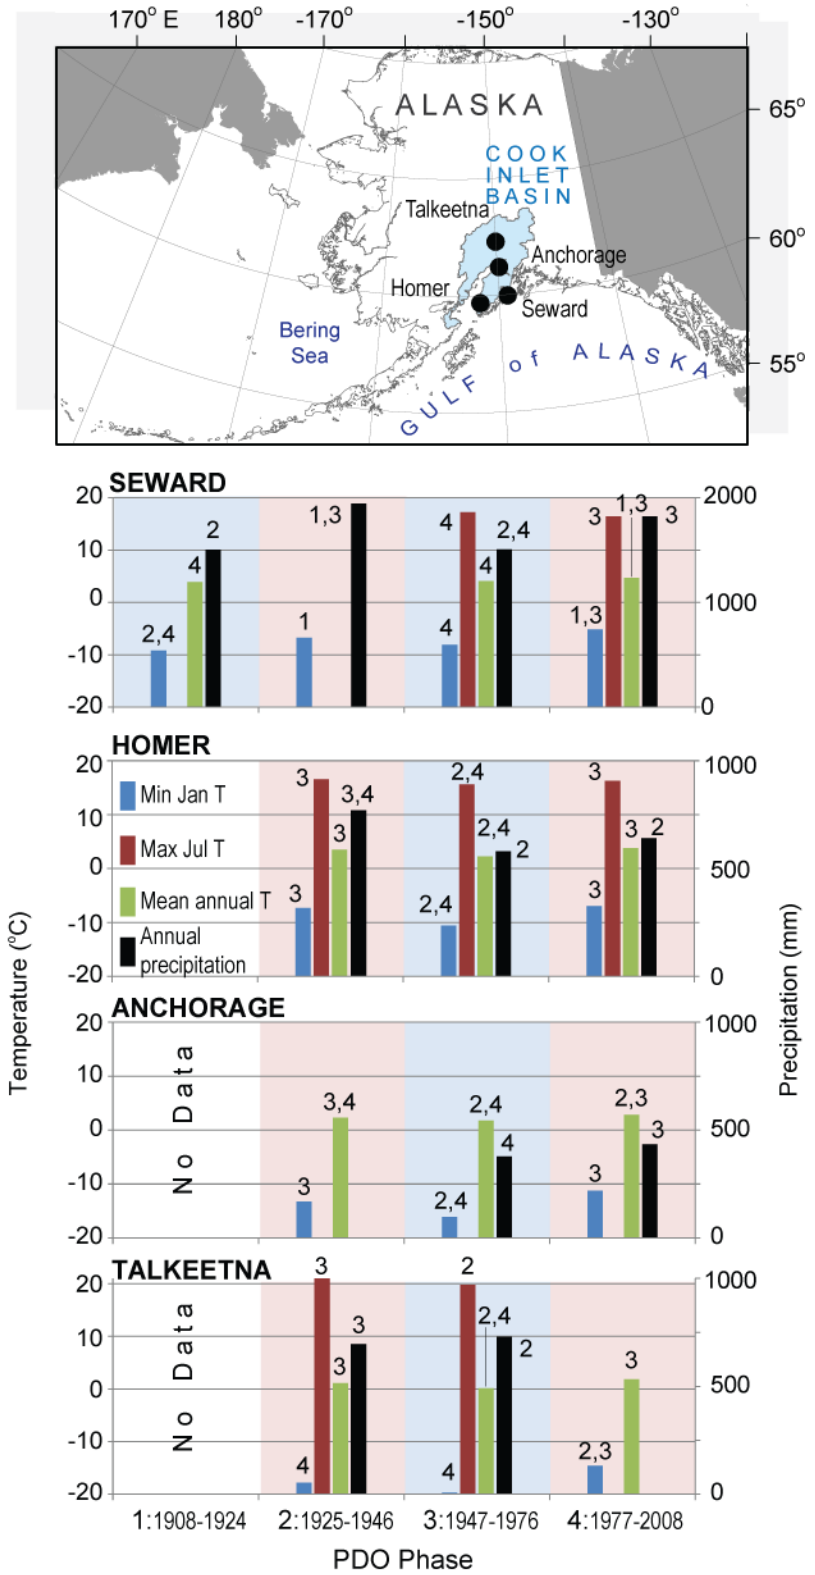 170° E 180° -170° -150° -130°
ALASKA
65°
COOK
INLET
BASIN
Talkeetna
60°
Anchorage
Homer
Seward
Bering
Sea
GULF of ALASKA
55°
SEWARD
20 2000
1,3 4 3 1,3 3
2 2,4
10
4 4
0 1000
2,4 1 4 1,3
-10
-20 0
HOMER
20 1000
3 2,4 3
Min Jan T 3,4
10
2,4 3 2
Max Jul T 3 2
0 500
Mean annual T 3 2,4 3
-10
Annual
precipitation
-20 0
ANCHORAGE
20 1000
No Data
10
3,4 2,4 2,3
0 500
4 3
-10
3 2,4 3
-20 0
TALKEETNA
3 2
20 1000
No Data
3 2,4
10
3 2 3
0 500
-10
4 4 2,3
-20 0
1:1908-1924 2:1925-1946 3:1947-1976 4:1977-2008
PDO Phase
Temperature (°C)
Precipitation (mm)